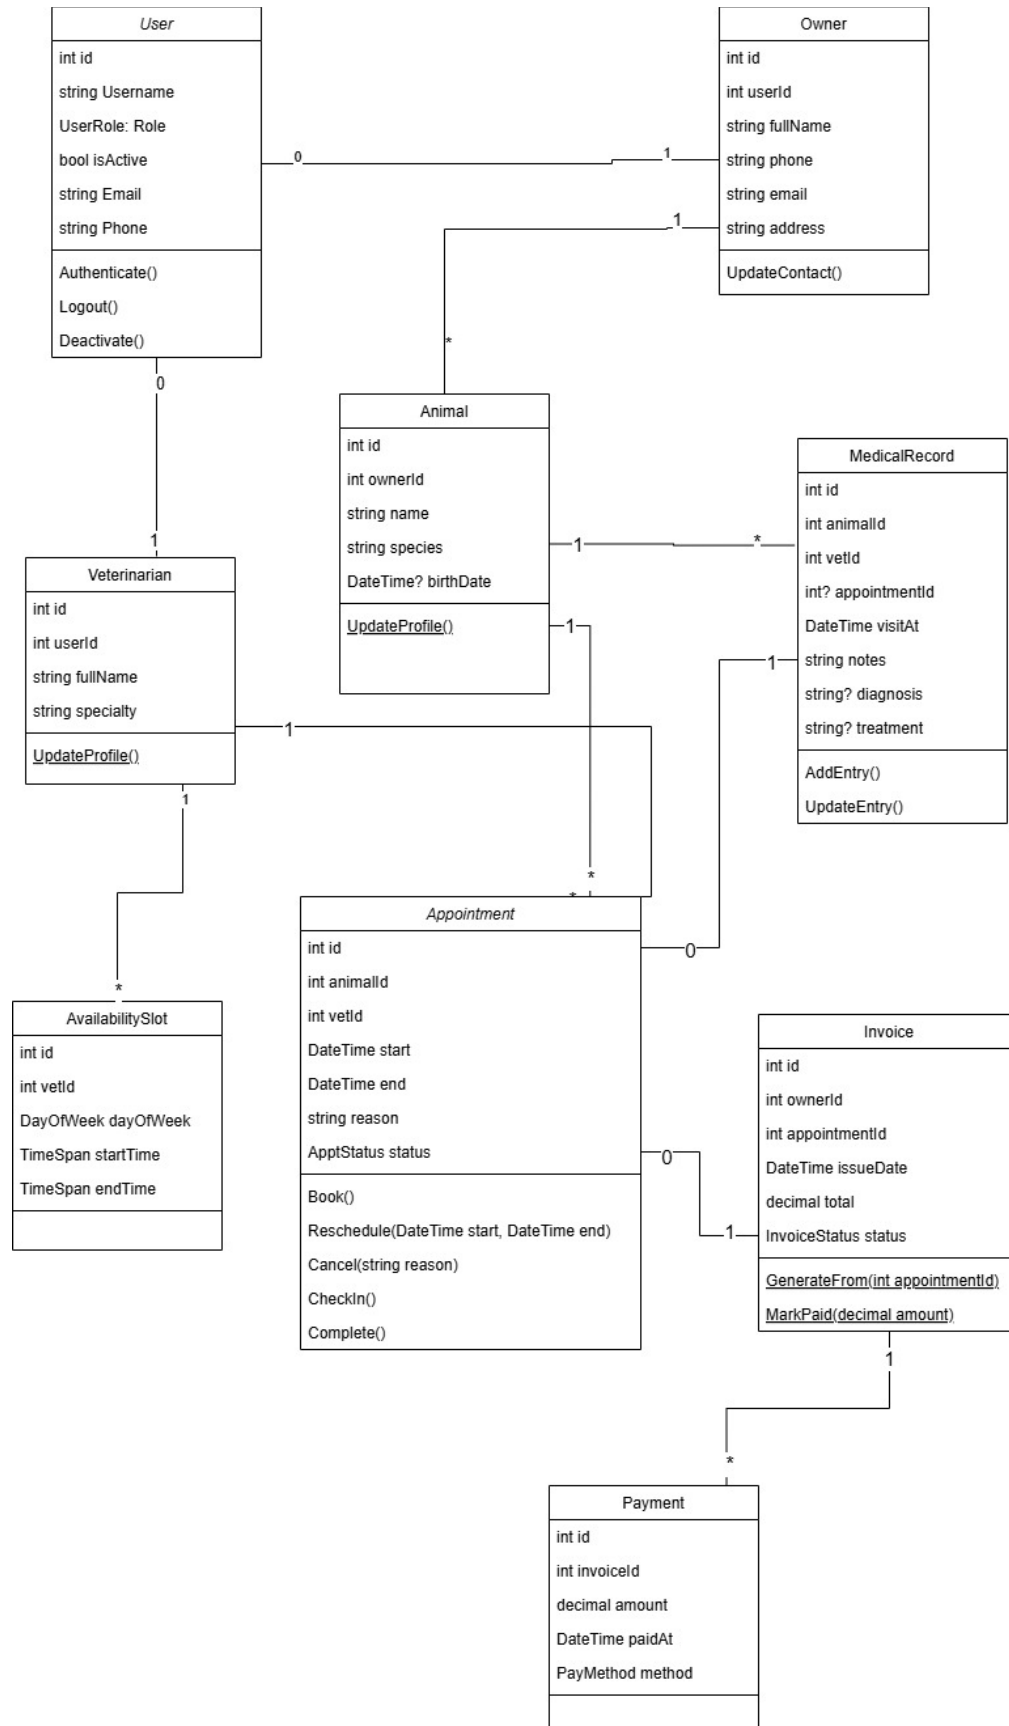 User
int id
string Username
UserRole: Role
bool isActive
string Email
string Phone
Authenticate()
Logout()
Deactivate()
Owner
int id
int userId
string fullName
string phone
string email
string address
UpdateContact()
0
1
1
*
0
1
Animal
int id
int ownerId
string name
string species
DateTime? birthDate
UpdateProfile()
MedicalRecord
int id
int animalId
int vetId
int? appointmentId
DateTime visitAt
string notes
string? diagnosis
string? treatment
AddEntry()
UpdateEntry()
1
*
1
*
1
0
Veterinarian
int id
int userId
string fullName
string specialty
UpdateProfile()
1
*
1
*
AvailabilitySlot
int id
int vetId
DayOfWeek dayOfWeek
TimeSpan startTime
TimeSpan endTime
Appointment
int id
int animalId
int vetId
DateTime start
DateTime end
string reason
ApptStatus status
Book()
Reschedule(DateTime start, DateTime end)
Cancel(string reason)
CheckIn()
Complete()
0
1
Invoice
int id
int ownerId
int appointmentId
DateTime issueDate
decimal total
InvoiceStatus status
GenerateFrom(int appointmentId)
MarkPaid(decimal amount)
1
*
Payment
int id
int invoiceId
decimal amount
DateTime paidAt
PayMethod method